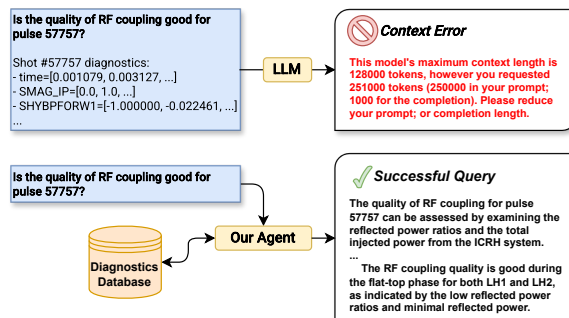 Is the quality of RF coupling good for
pulse 57757?
Shot #57757 diagnostics:
- time=[0.001079, 0.003127, ...]
- SMAG_IP=[0.0, 1.0, ...]
- SHYBPFORW1=[-1.000000, -0.022461, ...]
...
LLM
Context Error
This model's maximum context length is
128000 tokens, however you requested
251000 tokens (250000 in your prompt;
1000 for the completion). Please reduce
your prompt; or completion length.
Is the quality of RF coupling good for
pulse 57757?
Diagnostics
Database
Our Agent
Successful Query
The quality of RF coupling for pulse
57757 can be assessed by examining the
reflected power ratios and the total
injected power from the ICRH system.
...
The RF coupling quality is good during
the flat-top phase for both LH1 and LH2,
as indicated by the low reflected power
ratios and minimal reflected power.